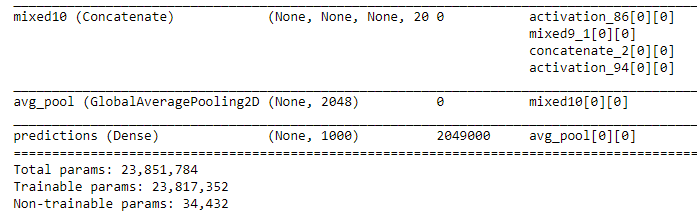 mixed10 (Concatenate) (None, None, None, 20 0 activation_86[0][0]
mixed9_1[0][0]
concatenate_2[0][0]
activation_94[0][0]
avg_pool (GlobalAveragePooling2D (None, 2048) 0 mixed10[0][0]
predictions (Dense) (None, 1000) 2049000 avg_pool[0][0]
Total params: 23,851,784
Trainable params: 23,817,352
Non-trainable params: 34,432